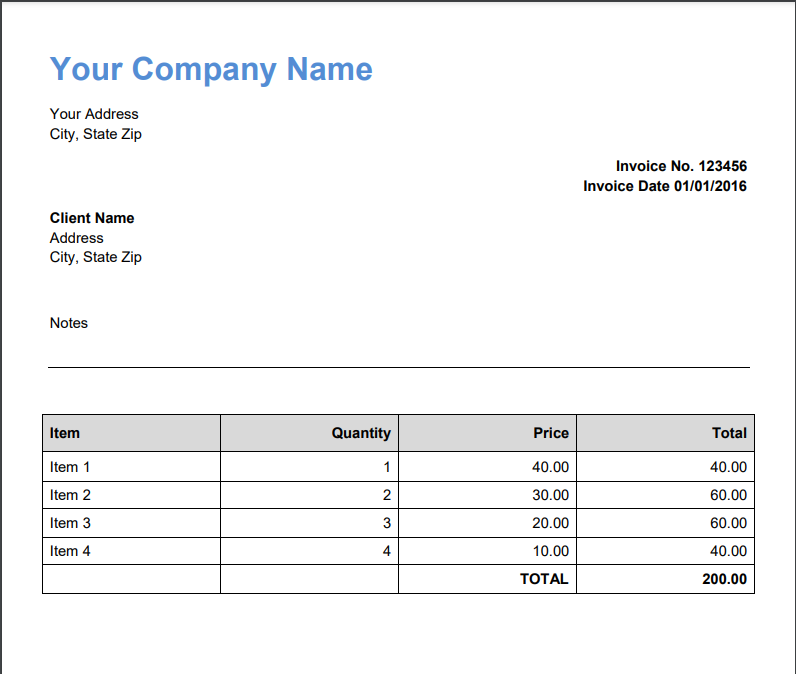 Your Company Name
Your Address
City, State Zip
Invoice No. 123456
Invoice Date 01/01/2016
Client Name
Address
City, State Zip
Notes
Item Quantity Price Total
Item 1 1 40.00 40.00
Item 2 2 30.00 60.00
Item 3 3 20.00 60.00
Item 4 4 10.00 40.00
TOTAL 200.00